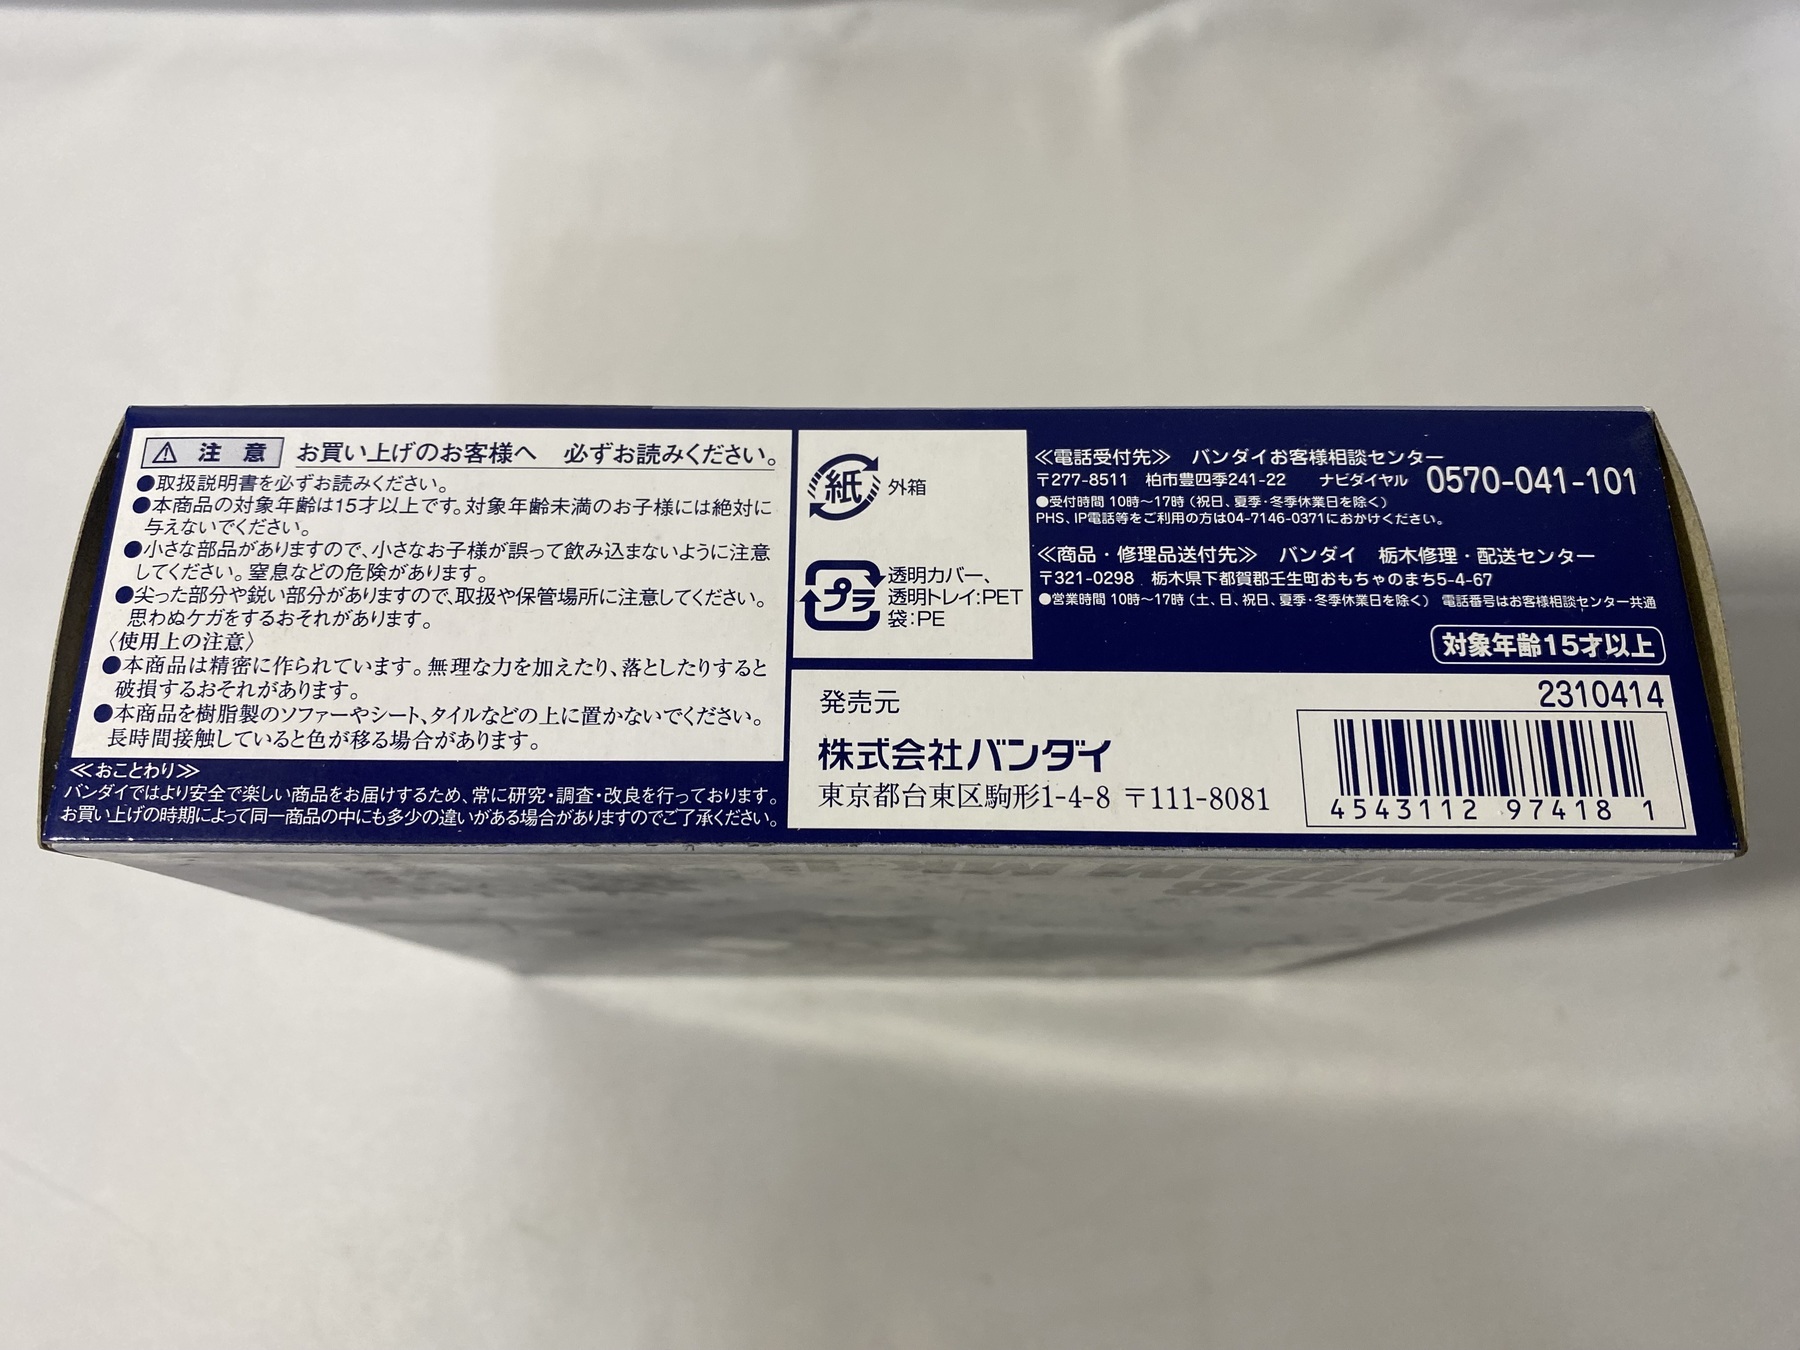 ⚠ 注意 お買い上げのお客様へ 必ずお読みください。
●取扱説明書を必ずお読みください。
●本商品の対象年齢は15才以上です。対象年齢未満のお子様には絶対に
与えないでください。
●小さな部品がありますので、小さなお子様が誤って飲み込まないように注意
してください。窒息などの危険があります。
●尖った部分や鋭い部分がありますので、取扱や保管場所に注意してください。
思わぬケガをするおそれがあります。
〈使用上の注意〉
●本商品は精密に作られています。無理な力を加えたり、落としたりすると
破損するおそれがあります。
●本商品を樹脂製のソファーやシート、タイルなどの上に置かないでください。
長時間接触していると色が移る場合があります。
≪おことわり≫
バンダイではより安全で楽しい商品をお届けするため、常に研究・調査・改良を行っております。
お買い上げの時期によって同一商品の中にも多少の違いがある場合がありますのでご了承ください。
紙 外箱
プラ 透明カバー、
透明トレイ:PET
袋:PE
≪電話受付先≫ バンダイお客様相談センター
〒277-8511 柏市豊四季241-22 ナビダイヤル 0570-041-101
●受付時間 10時〜17時（祝日、夏季・冬季休業日を除く）
PHS、IP電話等をご利用の方は04-7146-0371におかけください。
≪商品・修理品送付先≫ バンダイ 栃木修理・配送センター
〒321-0298 栃木県下都賀郡壬生町おもちゃのまち5-4-67
●営業時間 10時〜17時（土、日、祝日、夏季・冬季休業日を除く） 電話番号はお客様相談センター共通
対象年齢15才以上
発売元
株式会社バンダイ
東京都台東区駒形1-4-8 〒111-8081
2310414
4543112 97418 1
RX-178
GUNDAM